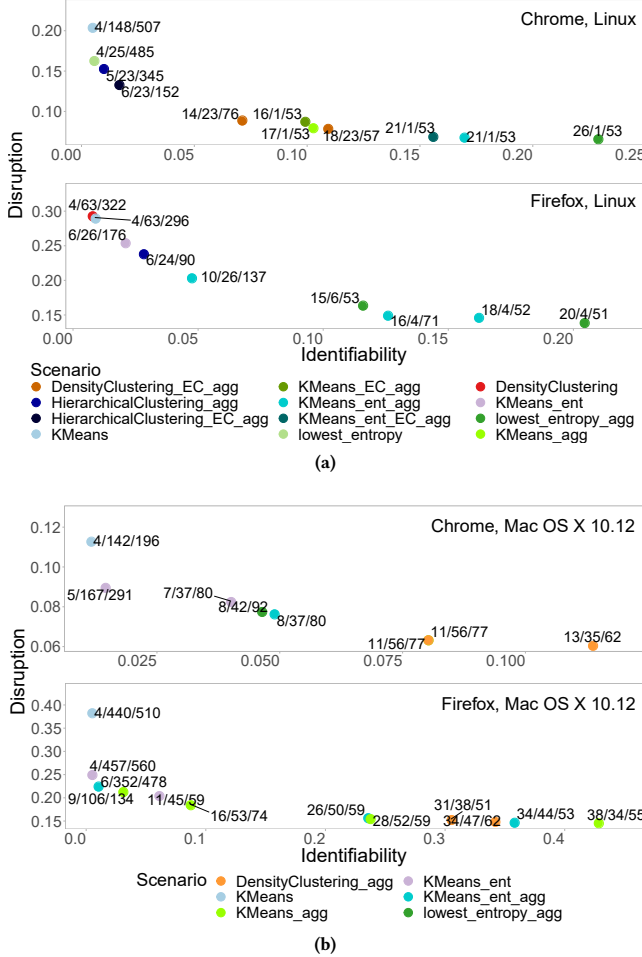 Chrome, Linux
0.20
0.15
0.10
4/148/507
4/25/485
5/23/345
6/23/152
14/23/76
16/1/53
17/1/53
18/23/57
21/1/53
21/1/53
26/1/53
0.00 0.05 0.10 0.15 0.20 0.25
Disruption
Firefox, Linux
0.30
0.25
0.20
0.15
4/63/322
4/63/296
6/26/176
6/24/90
10/26/137
15/6/53
16/4/71
18/4/52
20/4/51
0.00 0.05 0.10 0.15 0.20
Identifiability
Scenario
DensityClustering_EC_agg KMeans_EC_agg DensityClustering
HierarchicalClustering_agg KMeans_ent_agg KMeans_ent
HierarchicalClustering_EC_agg KMeans_ent_EC_agg lowest_entropy_agg
KMeans lowest_entropy KMeans_agg
(a)
Chrome, Mac OS X 10.12
0.12
0.10
0.08
0.06
4/142/196
5/167/291
7/37/80
8/42/92
8/37/80
11/56/77
11/56/77
13/35/62
0.025 0.050 0.075 0.100
Disruption
Firefox, Mac OS X 10.12
0.40
0.35
0.30
0.25
0.20
0.15
4/440/510
4/457/560
6/352/478
9/106/134
11/45/59
16/53/74
26/50/59
28/52/59
31/38/51
34/47/62
34/44/53
38/34/55
0.0 0.1 0.2 0.3 0.4
Identifiability
Scenario
DensityClustering_agg KMeans_ent
KMeans KMeans_ent_agg
KMeans_agg lowest_entropy_agg
(b)